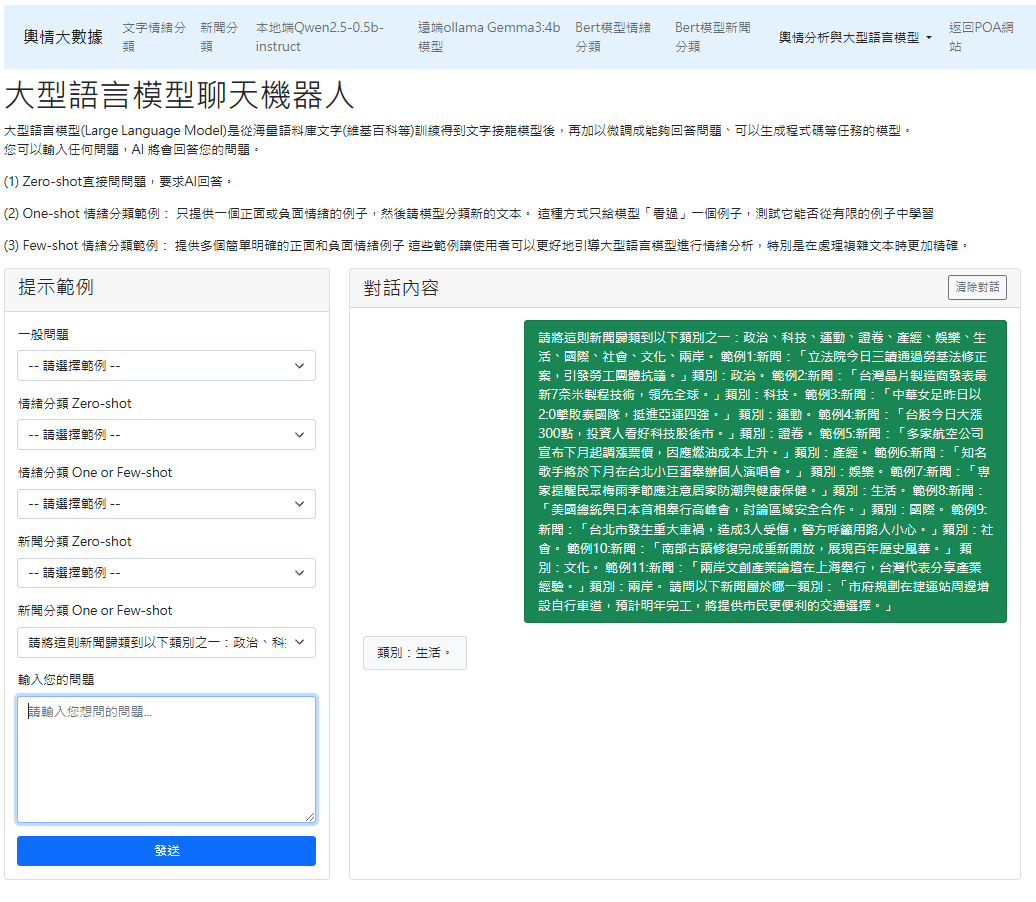 輿情大數據
文字情緒分
類
新聞分
類
本地端Qwen2.5-0.5b-
instruct
遠端ollama Gemma3:4b
模型
Bert模型情緒
分類
Bert模型新聞
分類
輿情分析與大型語言模型
返回POA網
站
大型語言模型聊天機器人
大型語言模型(Large Language Model)是從海量語料庫文字(維基百科等)訓練得到文字接龍模型後，再加以微調成能夠回答問題、可以生成程式碼等任務的模型。
您可以輸入任何問題，AI 將會回答您的問題。
(1) Zero-shot直接問問題，要求AI回答。
(2) One-shot 情緒分類範例： 只提供一個正面或負面情緒的例子，然後請模型分類新的文本。 這種方式只給模型「看過」一個例子，測試它能否從有限的例子中學習
(3) Few-shot 情緒分類範例： 提供多個簡單明確的正面和負面情緒例子 這些範例讓使用者可以更好地引導大型語言模型進行情緒分析，特別是在處理複雜文本時更加精確。
提示範例
一般問題
-- 請選擇範例 --
情緒分類 Zero-shot
-- 請選擇範例 --
情緒分類 One or Few-shot
-- 請選擇範例 --
新聞分類 Zero-shot
-- 請選擇範例 --
新聞分類 One or Few-shot
請將這則新聞歸類到以下類別之一：政治、科
輸入您的問題
請輸入您想問的問題...
發送
對話內容
清除對話
請將這則新聞歸類到以下類別之一：政治、科技、運動、證卷、產經、娛樂、生
活、國際、社會、文化、兩岸。 範例1:新聞：「立法院今日三讀通過勞基法修正
案，引發勞工團體抗議。」類別：政治。 範例2:新聞：「台灣晶片製造商發表最
新7奈米製程技術，領先全球。」類別：科技。 範例3:新聞：「中華女足昨日以
2:0擊敗泰國隊，挺進亞運四強。」 類別：運動。 範例4:新聞：「台股今日大漲
300點，投資人看好科技股後市。」類別：證卷。 範例5:新聞：「多家航空公司
宣布下月起調漲票價，因應燃油成本上升。」類別：產經。 範例6:新聞：「知名
歌手將於下月在台北小巨蛋舉辦個人演唱會。」 類別：娛樂。 範例7:新聞：「專
家提醒民眾梅雨季節應注意居家防潮與健康保健。」類別：生活。 範例8:新聞：
「美國總統與日本首相舉行高峰會，討論區域安全合作。」類別：國際。 範例9:
新聞：「台北市發生重大車禍，造成3人受傷，警方呼籲用路人小心。」類別：社
會。 範例10:新聞：「南部古蹟修復完成重新開放，展現百年歷史風華。」 類
別：文化。 範例11:新聞：「兩岸文創產業論壇在上海舉行，台灣代表分享產業
經驗。」類別：兩岸。 請問以下新聞屬於哪一類別：「市府規劃在捷運站周邊增
設自行車道，預計明年完工，將提供市民更便利的交通選擇。」
類別：生活。